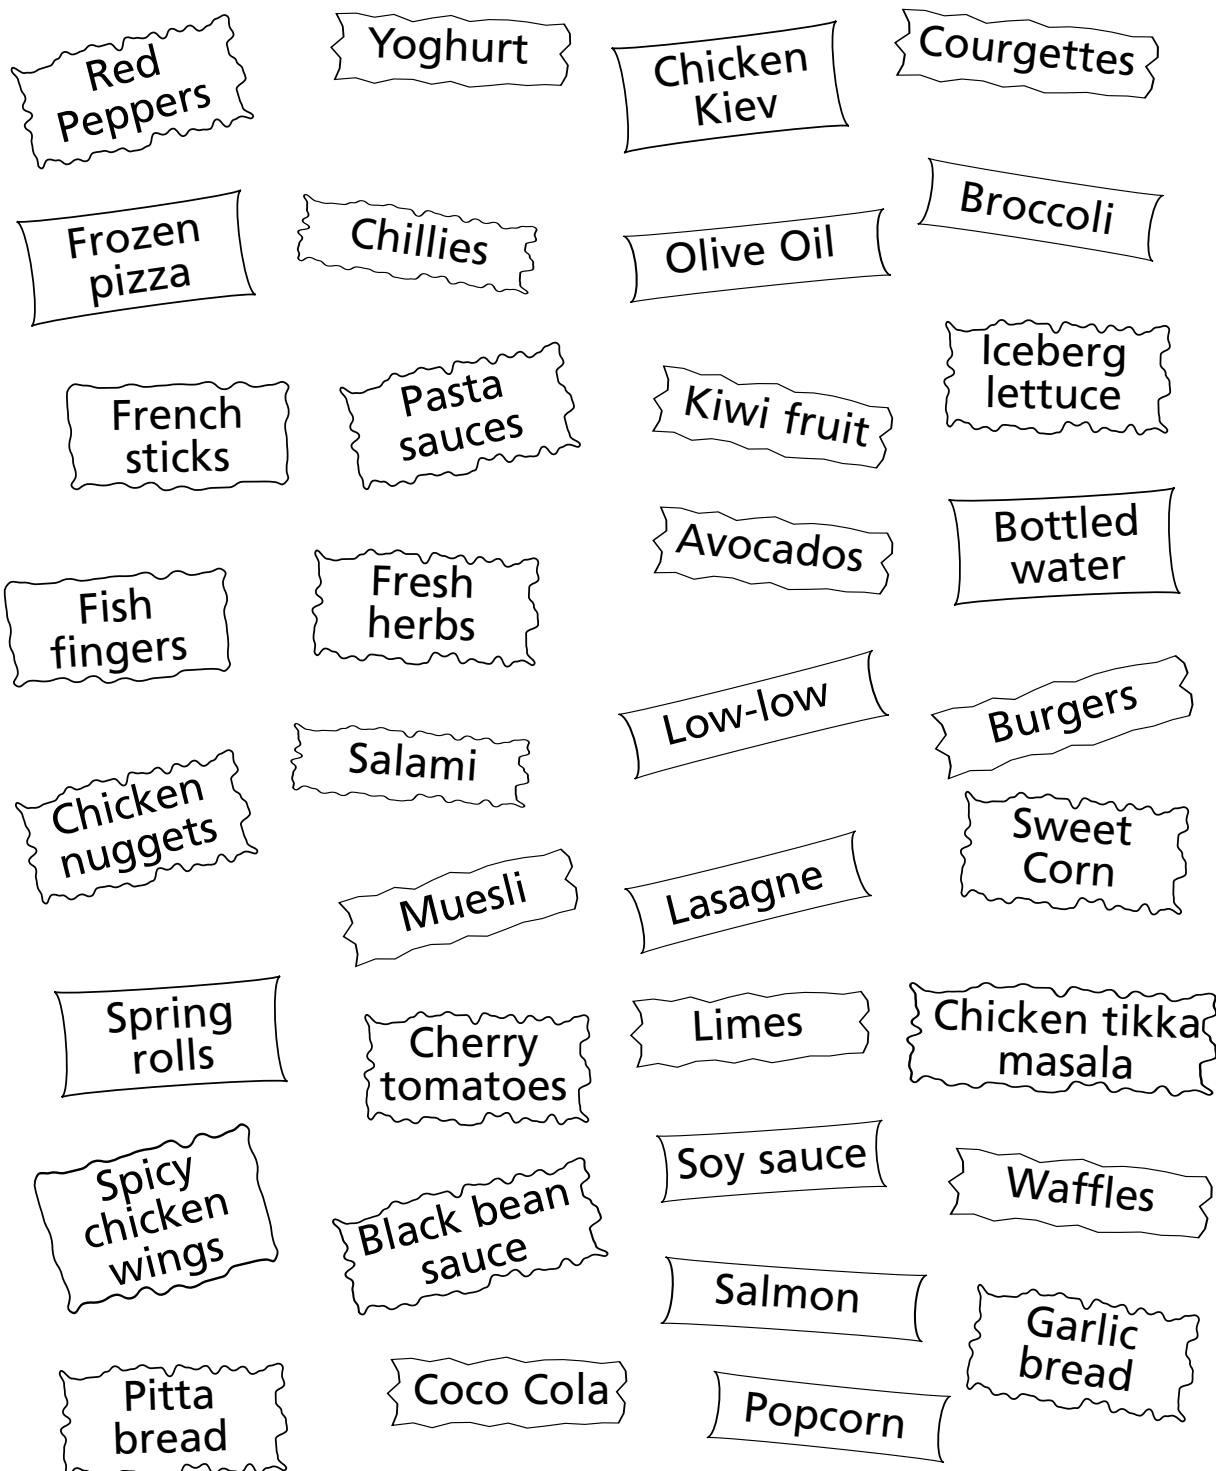 Red
Peppers
Yoghurt
Chicken
Kiev
Courgettes
Frozen
pizza
Chillies
Olive Oil
Broccoli
French
sticks
Pasta
sauces
Kiwi fruit
Iceberg
lettuce
Avocados
Bottled
water
Fish
fingers
Fresh
herbs
Low-low
Burgers
Chicken
nuggets
Salami
Sweet
Corn
Muesli
Lasagne
Spring
rolls
Cherry
tomatoes
Limes
Chicken tikka
masala
Spicy
chicken
wings
Black bean
sauce
Soy sauce
Waffles
Salmon
Garlic
bread
Pitta
bread
Coco Cola
Popcorn